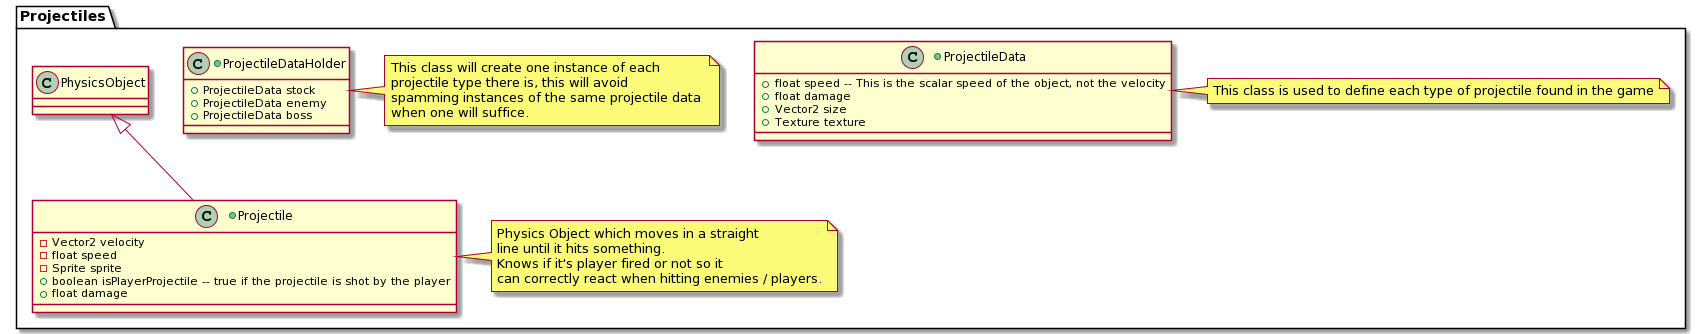 Projectiles
C PhysicsObject
C ProjectileDataHolder
ProjectileData stock
ProjectileData enemy
ProjectileData boss
This class will create one instance of each
projectile type there is, this will avoid
spamming instances of the same projectile data
when one will suffice.
C ProjectileData
float speed -- This is the scalar speed of the object, not the velocity
float damage
Vector2 size
Texture texture
This class is used to define each type of projectile found in the game
C Projectile
Vector2 velocity
float speed
Sprite sprite
boolean isPlayerProjectile -- true if the projectile is shot by the player
float damage
Physics Object which moves in a straight
line until it hits something.
Knows if it's player fired or not so it
can correctly react when hitting enemies / players.